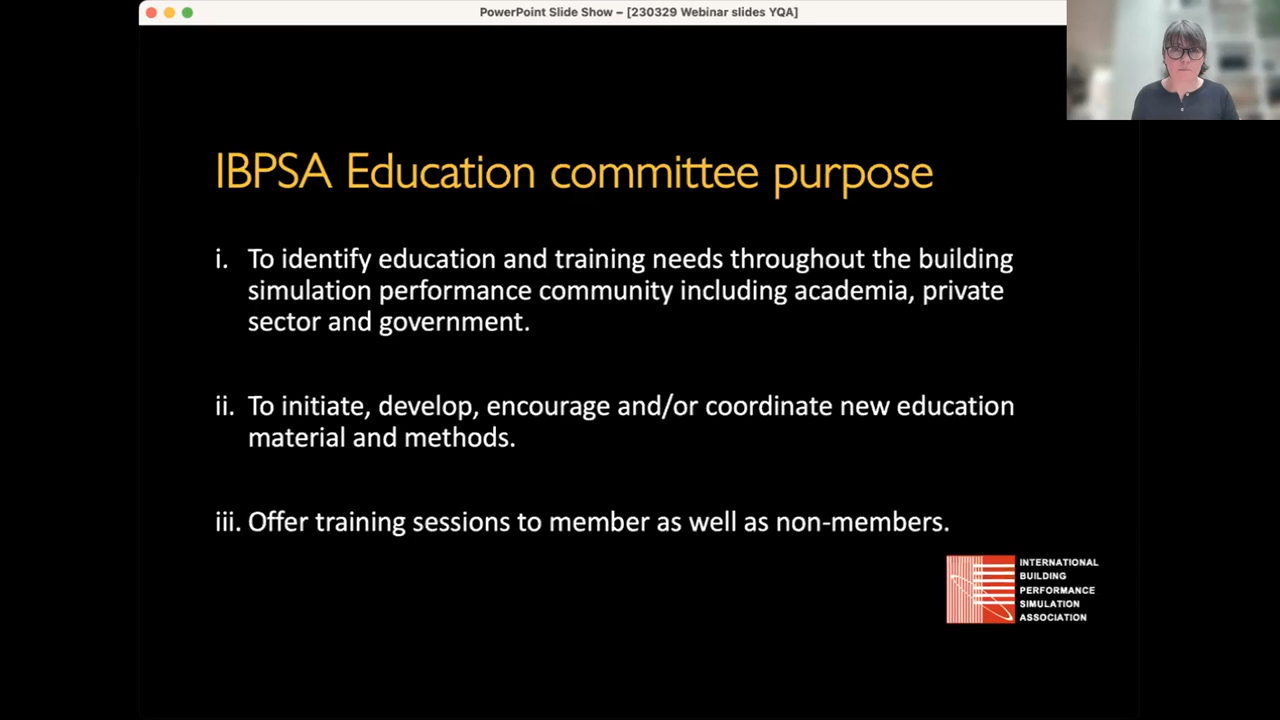 PowerPoint Slide Show – [230329 Webinar slides YQA]
IBPSA Education committee purpose
i. To identify education and training needs throughout the building
simulation performance community including academia, private
sector and government.
ii. To initiate, develop, encourage and/or coordinate new education
material and methods.
iii. Offer training sessions to member as well as non-members.
INTERNATIONAL
BUILDING
PERFORMANCE
SIMULATION
ASSOCIATION